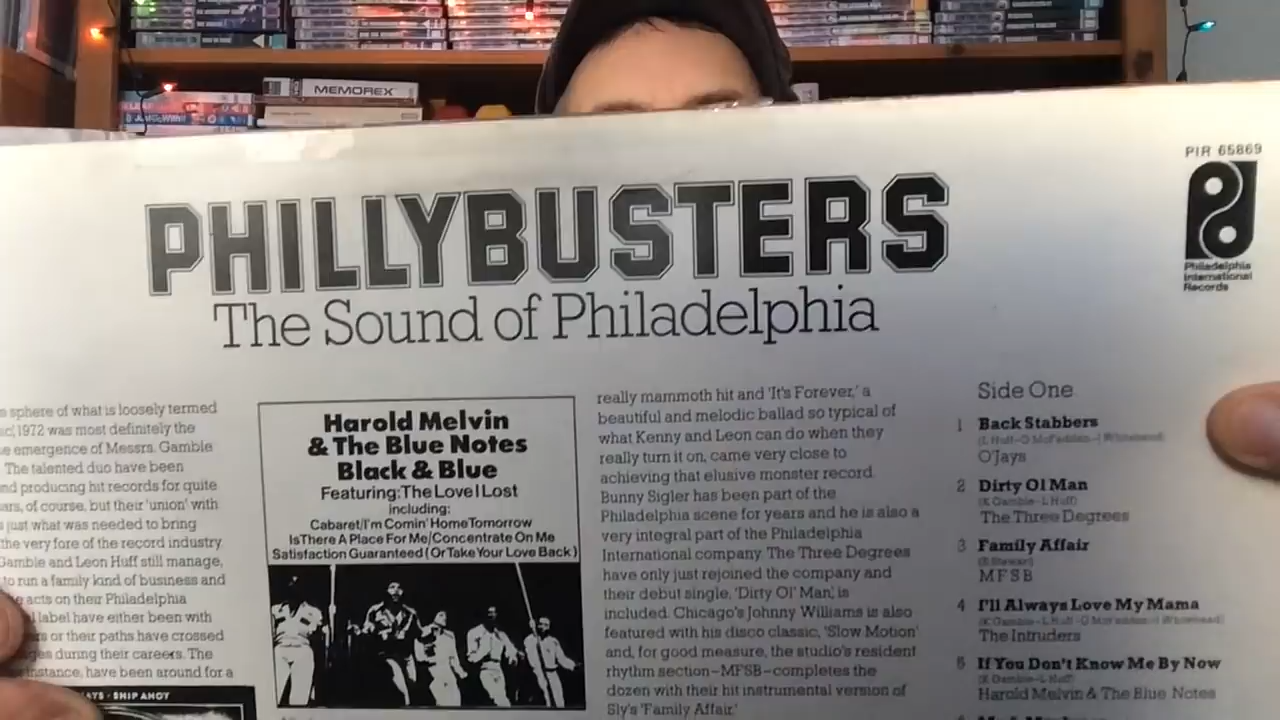 MEMOREX
PIR 65869
PHILLYBUSTERS
The Sound of Philadelphia
Philadelphia
International
Records
sphere of what is loosely termed
1972 was most definitely the
emergence of Messrs. Gamble
The talented duo have been
producing hit records for quite
of course, but their 'union' with
just what was needed to bring
the very fore of the record industry
Gamble and Leon Huff still manage,
to run a family kind of business and
acts on their Philadelphia
label have either been with
or their paths have crossed
during their careers. The
instance, have been around for a
SHIP AHOY
Harold Melvin
& The Blue Notes
Black & Blue
Featuring: The Love I Lost
including:
Cabaret/I'm Comin' Home Tomorrow
Is There A Place For Me/Concentrate On Me
Satisfaction Guaranteed (Or Take Your Love Back)
really mammoth hit and 'It's Forever,' a
beautiful and melodic ballad so typical of
what Kenny and Leon can do when they
really turn it on, came very close to
achieving that elusive monster record.
Bunny Sigler has been part of the
Philadelphia scene for years and he is also a
very integral part of the Philadelphia
International company. The Three Degrees
have only just rejoined the company and
their debut single, 'Dirty Ol' Man,' is
included. Chicago's Johnny Williams is also
featured with his disco classic, 'Slow Motion'
and, for good measure, the studio's resident
rhythm section–MFSB–completes the
dozen with their hit instrumental version of
Sly's 'Family Affair.'
Side One
1 Back Stabbers
(L Huff–G McFadden–J Whitehead)
O'Jays
2 Dirty Ol Man
(K Gamble–L Huff)
The Three Degrees
3 Family Affair
(S Stewart)
MFSB
4 I'll Always Love My Mama
(K Gamble–L Huff–G McFadden–J Whitehead)
The Intruders
5 If You Don't Know Me By Now
(K Gamble–L Huff)
Harold Melvin & The Blue Notes